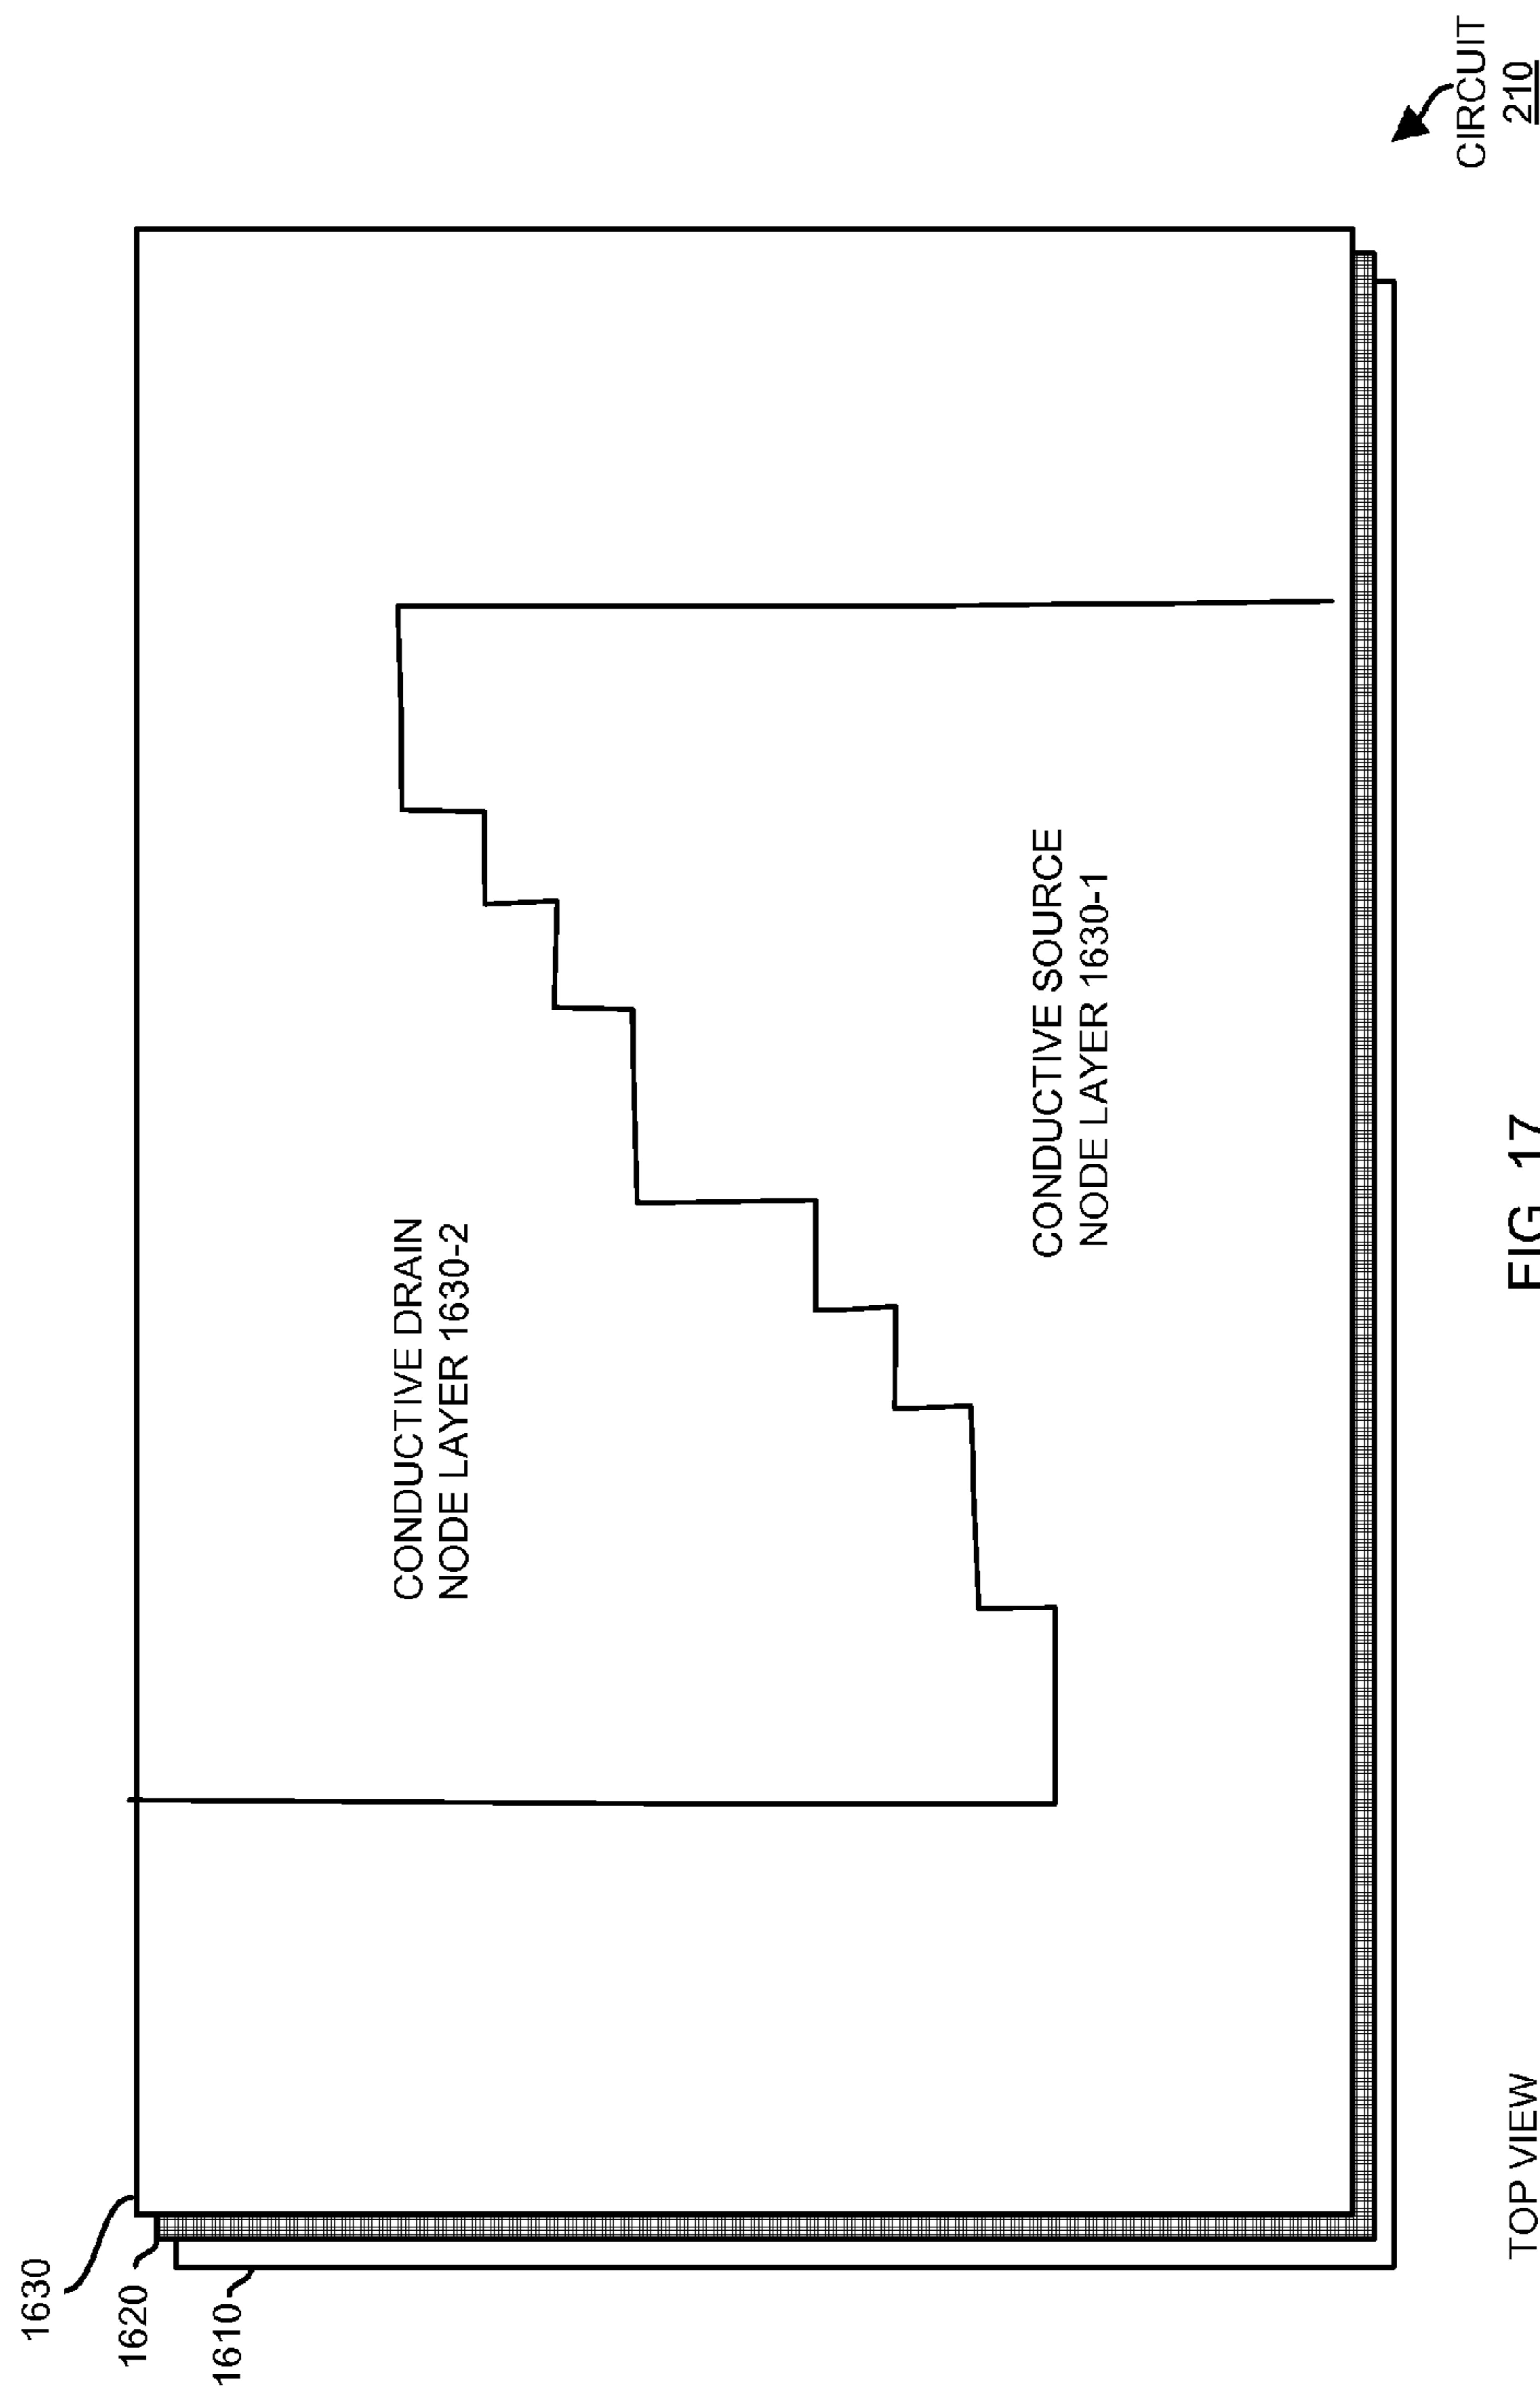 1630
1620
1610
CONDUCTIVE DRAIN
NODE LAYER 1630-2
CONDUCTIVE SOURCE
NODE LAYER 1630-1
CIRCUIT
210
TOP VIEW
FIG. 17